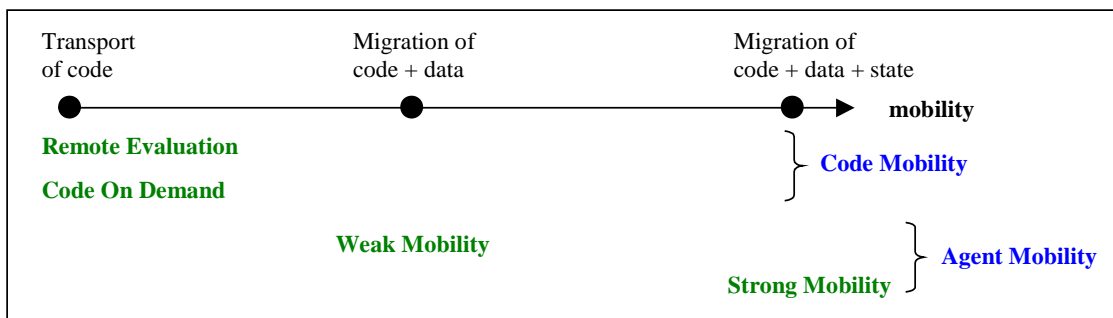 Transport
of code
Migration of
code + data
Migration of
code + data + state
mobility
Remote Evaluation
Code On Demand
Code Mobility
Weak Mobility
Strong Mobility
Agent Mobility